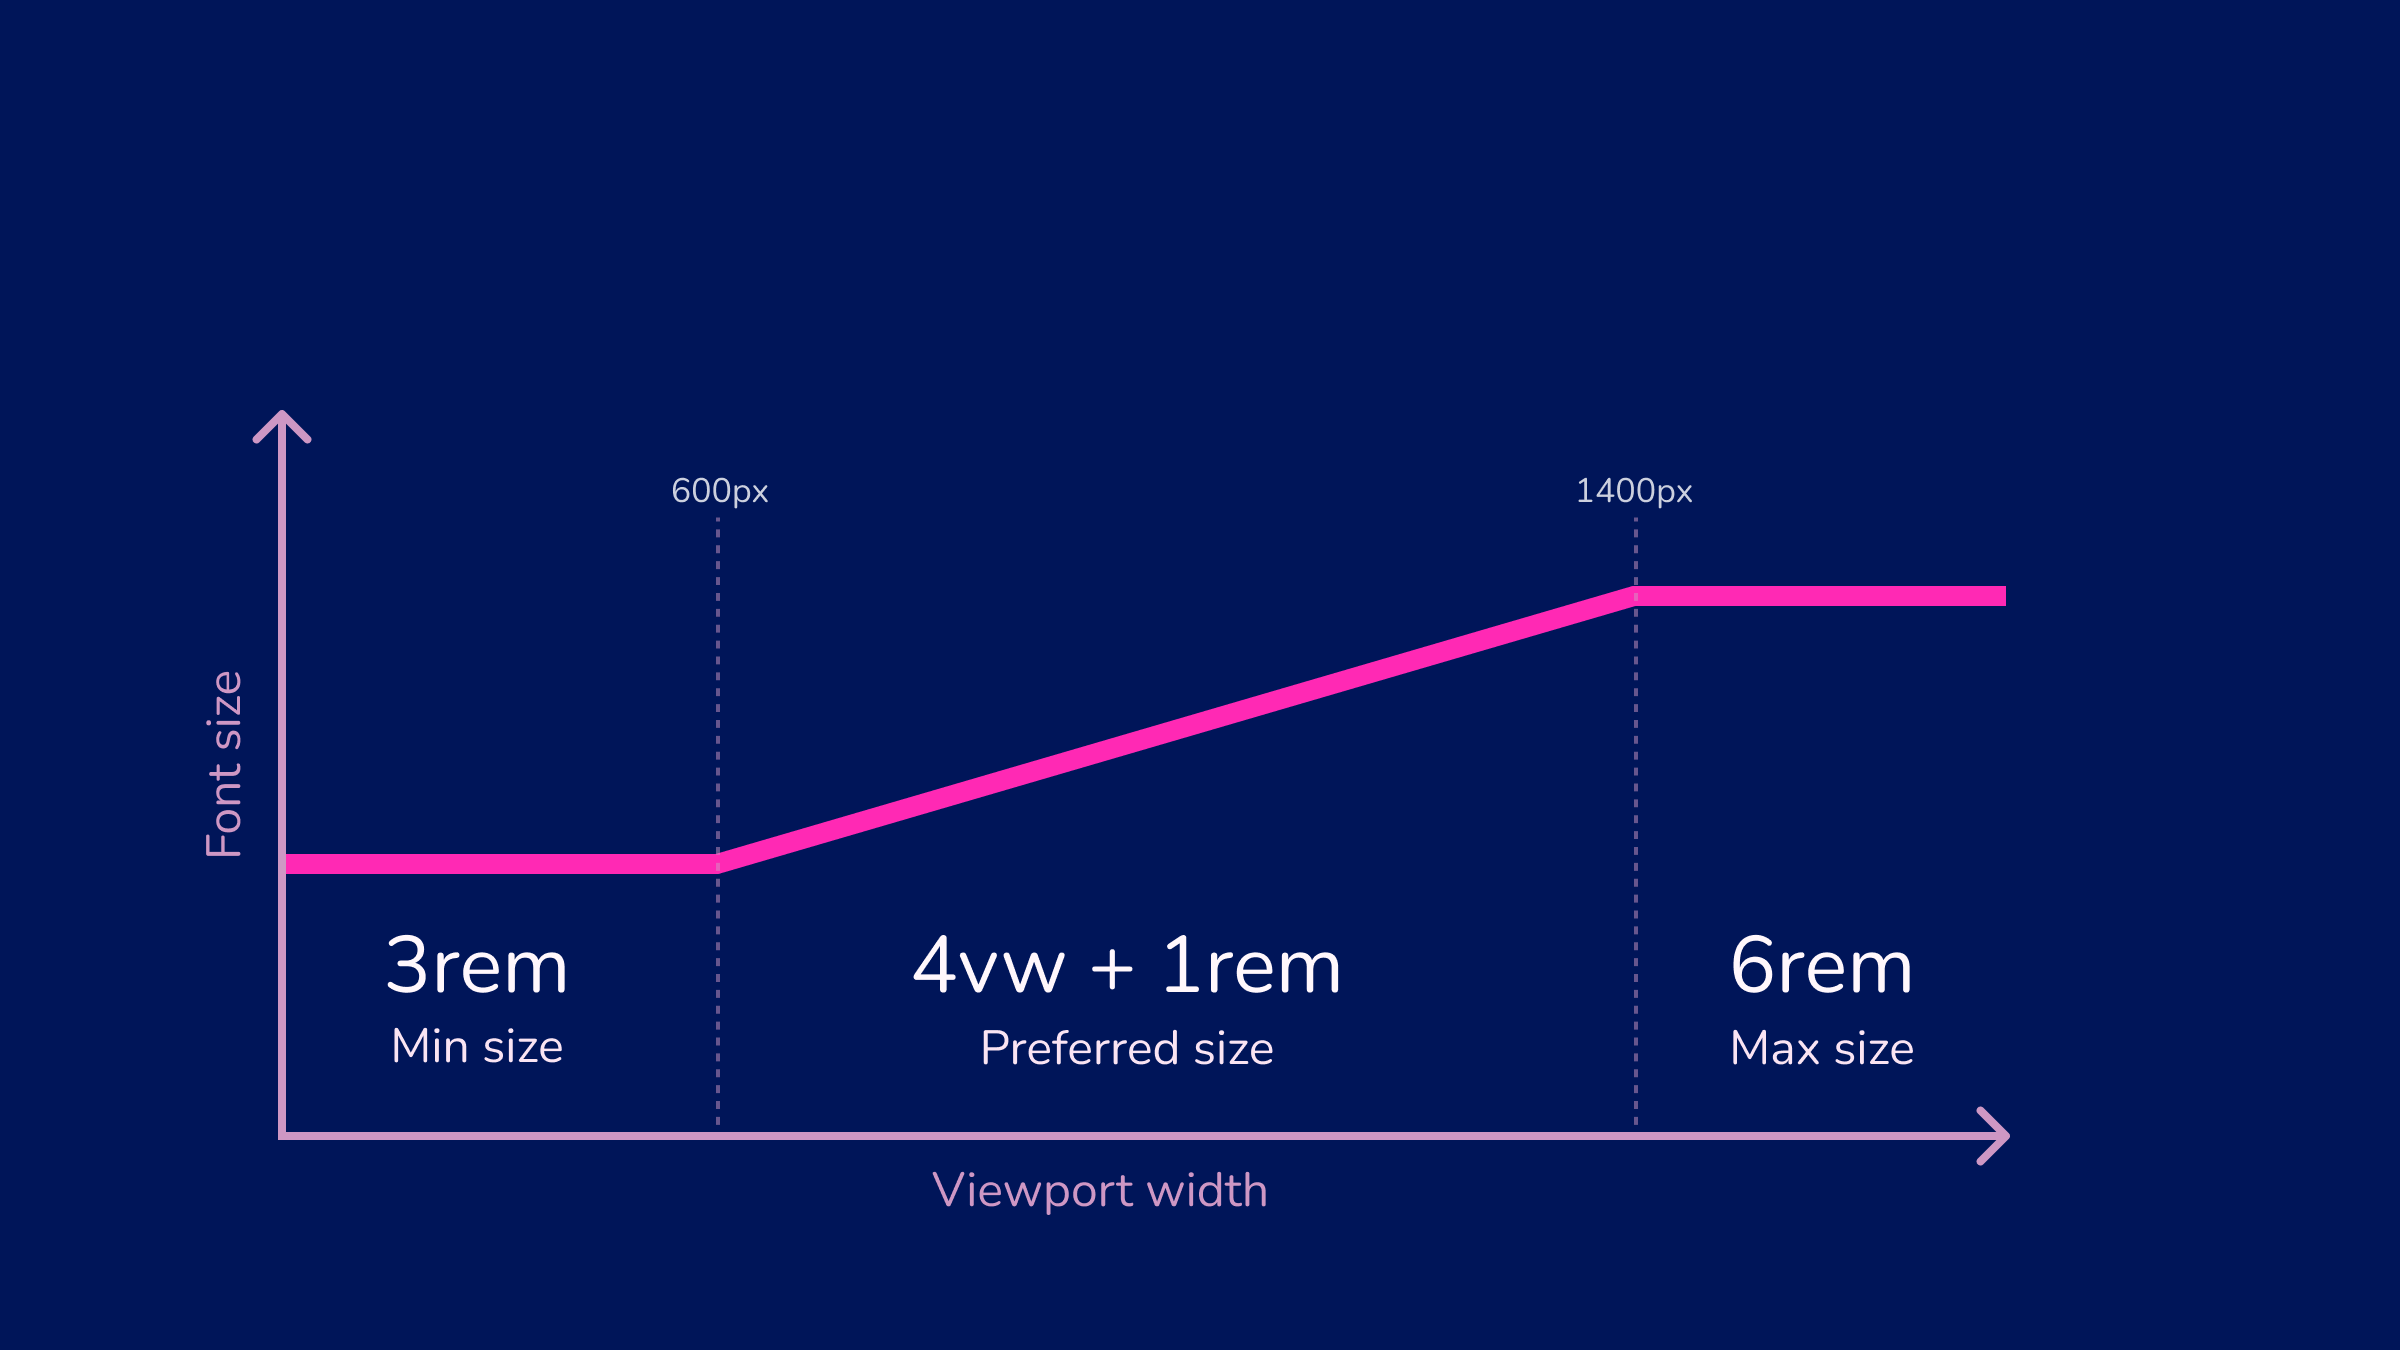 600px
1400px
Font size
3rem
4vw + 1rem
6rem
Min size
Preferred size
Max size
Viewport width